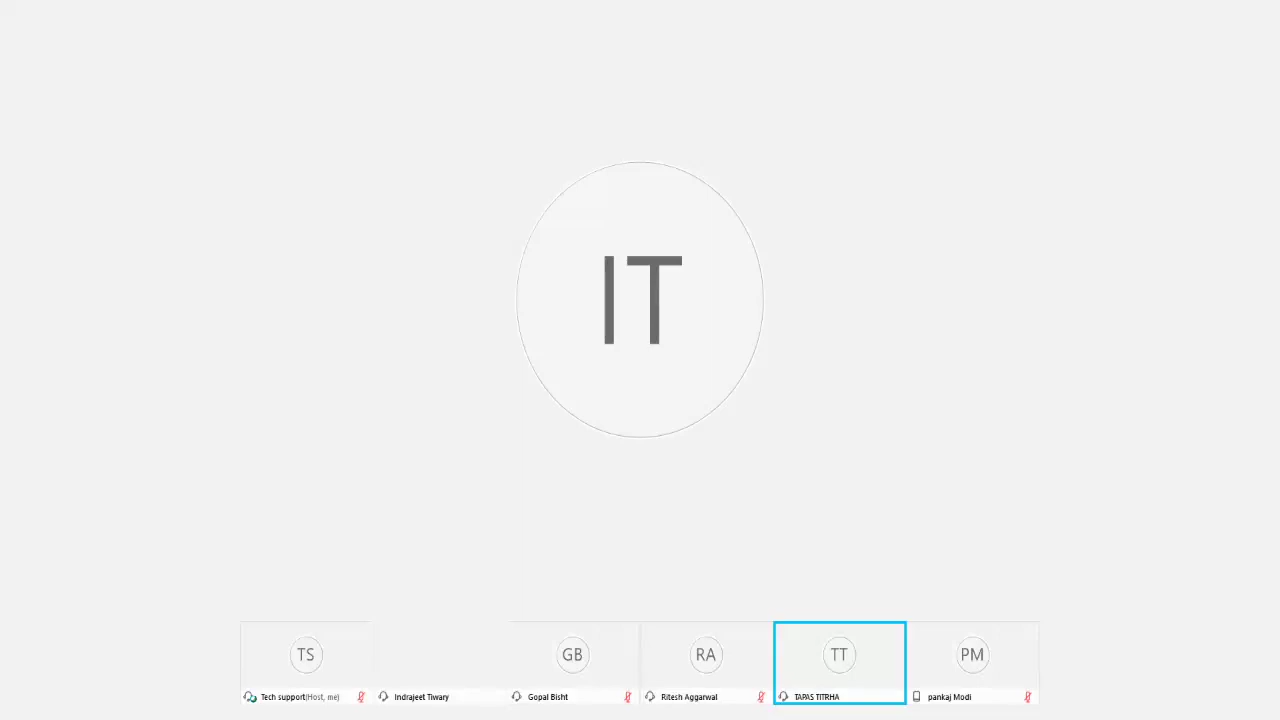 IT
TS
GB
RA
TT
PM
Tech support(Host, me)
Indrajeet Tiwary
Gopal Bisht
Ritesh Aggarwal
TAPAS TITRHA
pankaj Modi